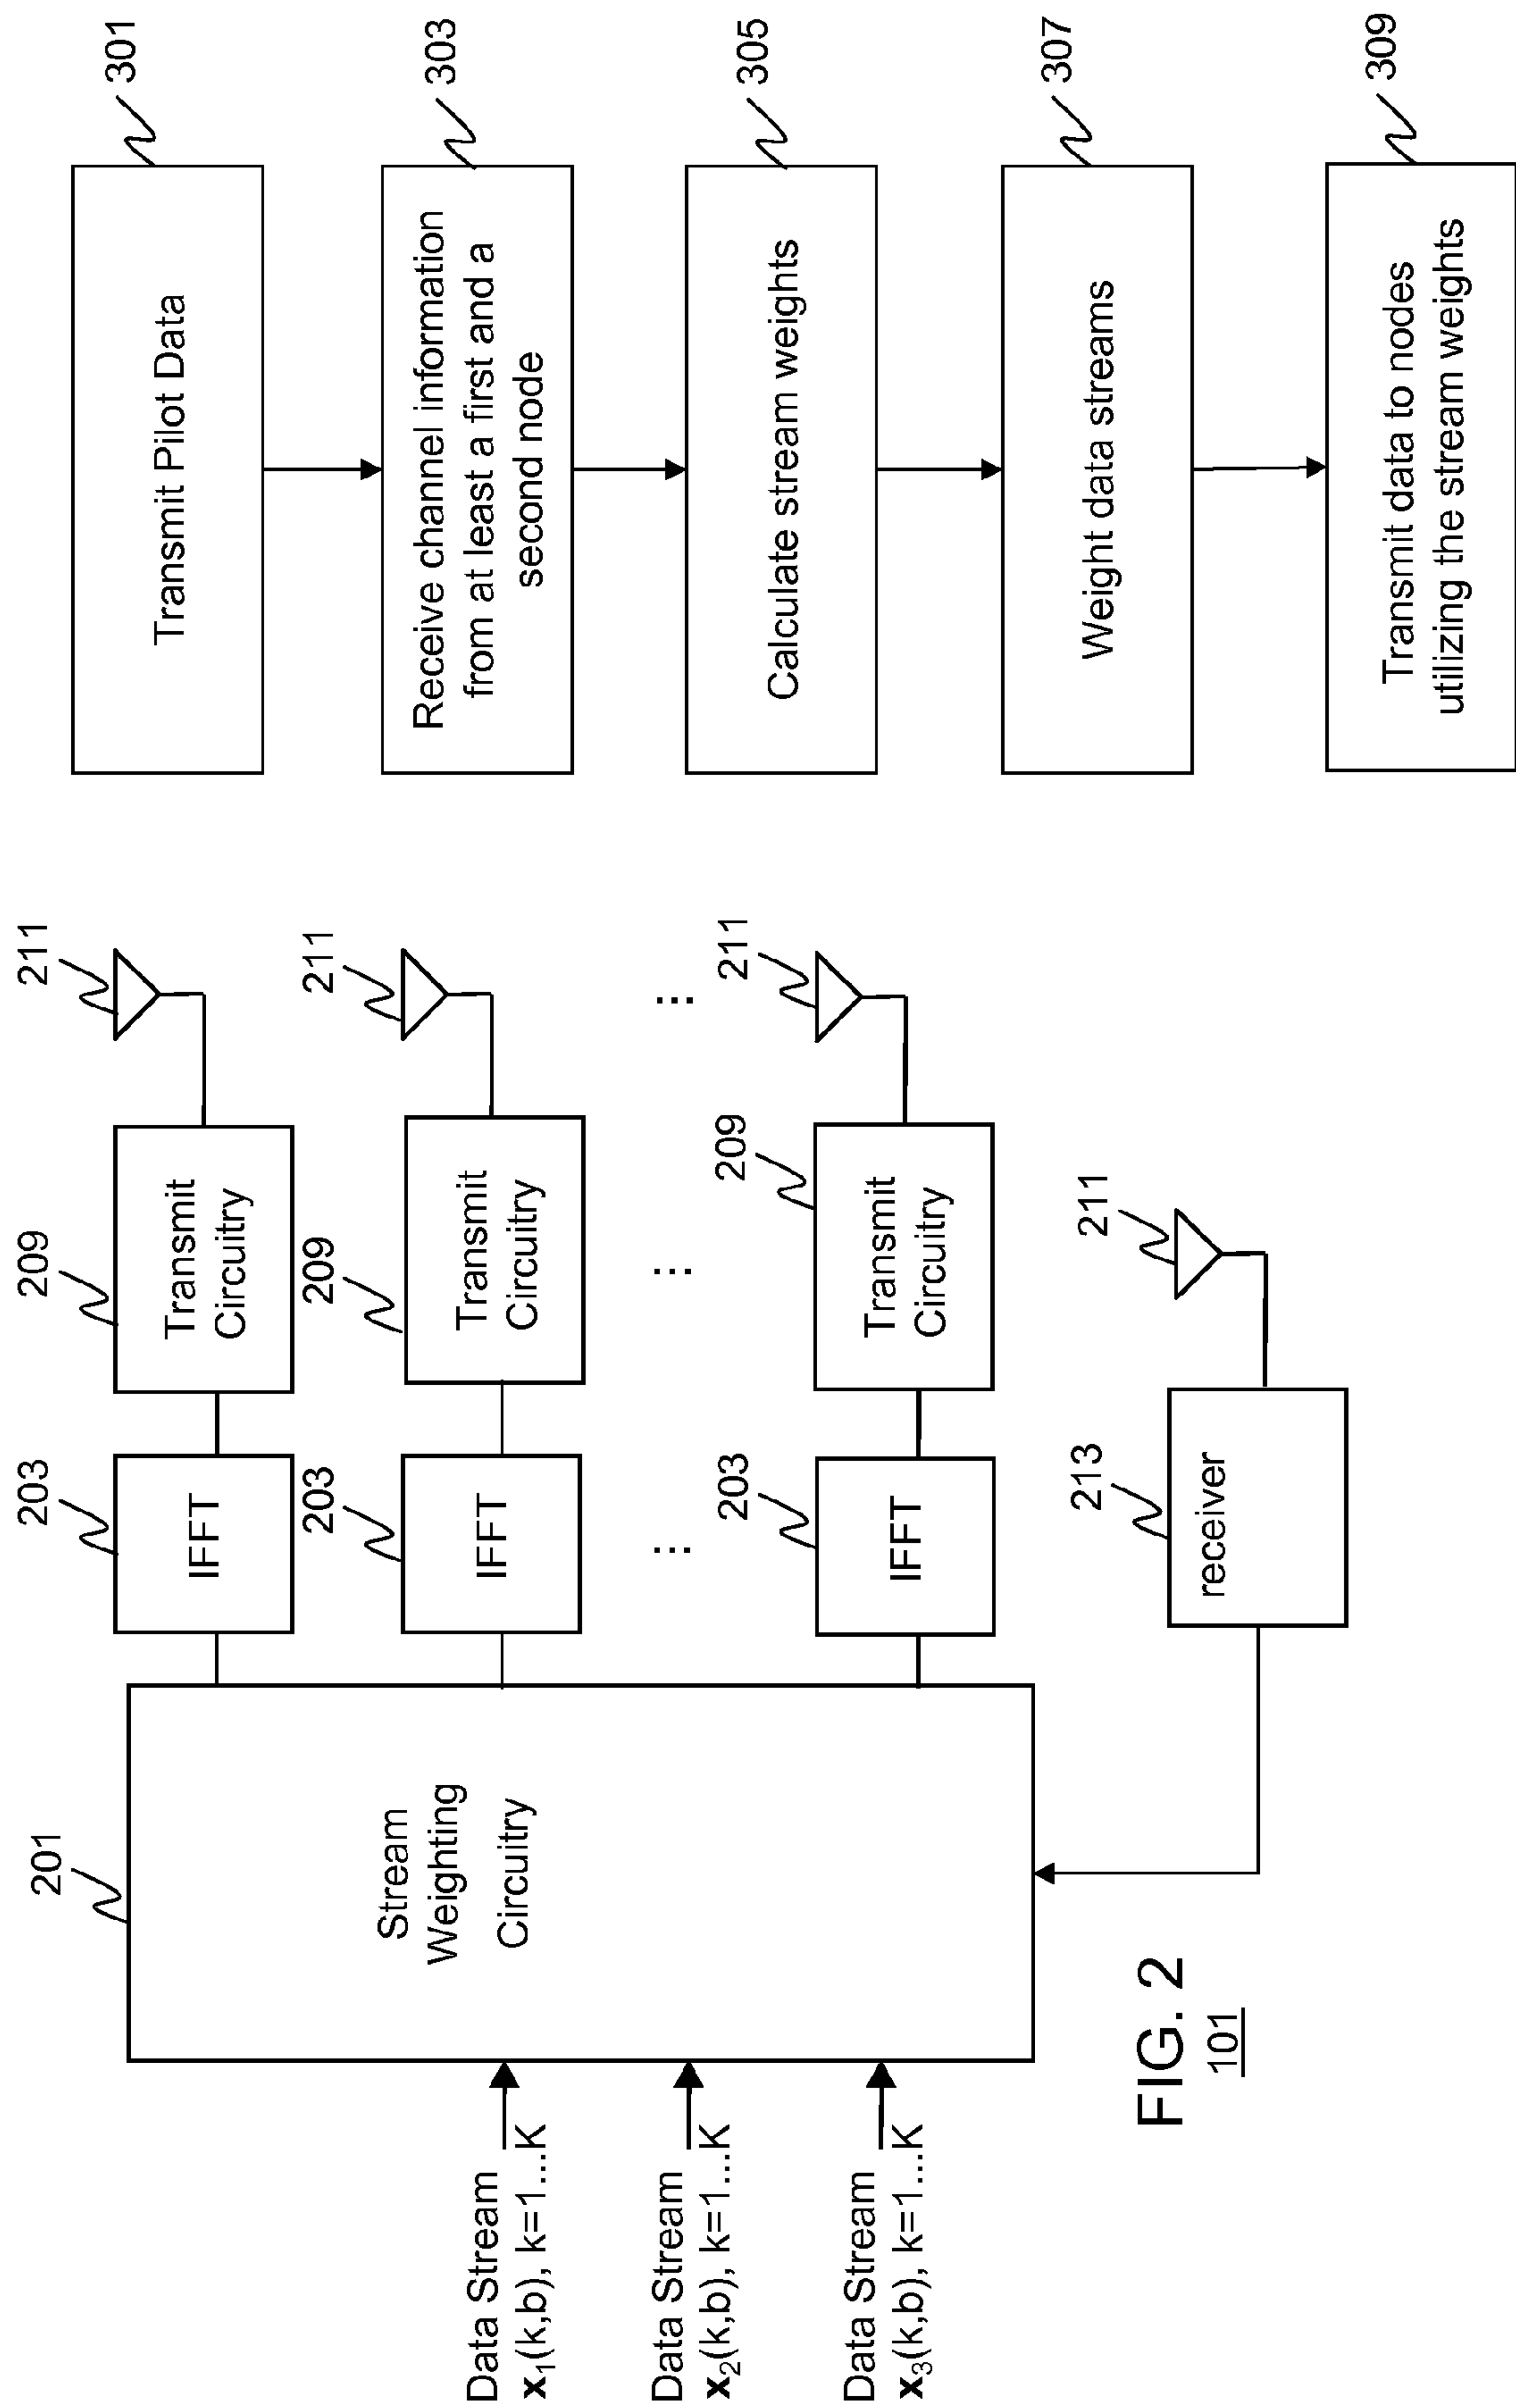 201
203
209
211
IFFT
Transmit
Circuitry
203
209
211
IFFT
Transmit
Circuitry
Stream
Weighting
Circuitry
...
...
...
Data Stream
x1(k,b), k=1...K
Data Stream
x2(k,b), k=1...K
Data Stream
x3(k,b), k=1...K
203
209
211
IFFT
Transmit
Circuitry
213
211
receiver
FIG. 2
101
301
Transmit Pilot Data
303
Receive channel information
from at least a first and a
second node
305
Calculate stream weights
307
Weight data streams
309
Transmit data to nodes
utilizing the stream weights